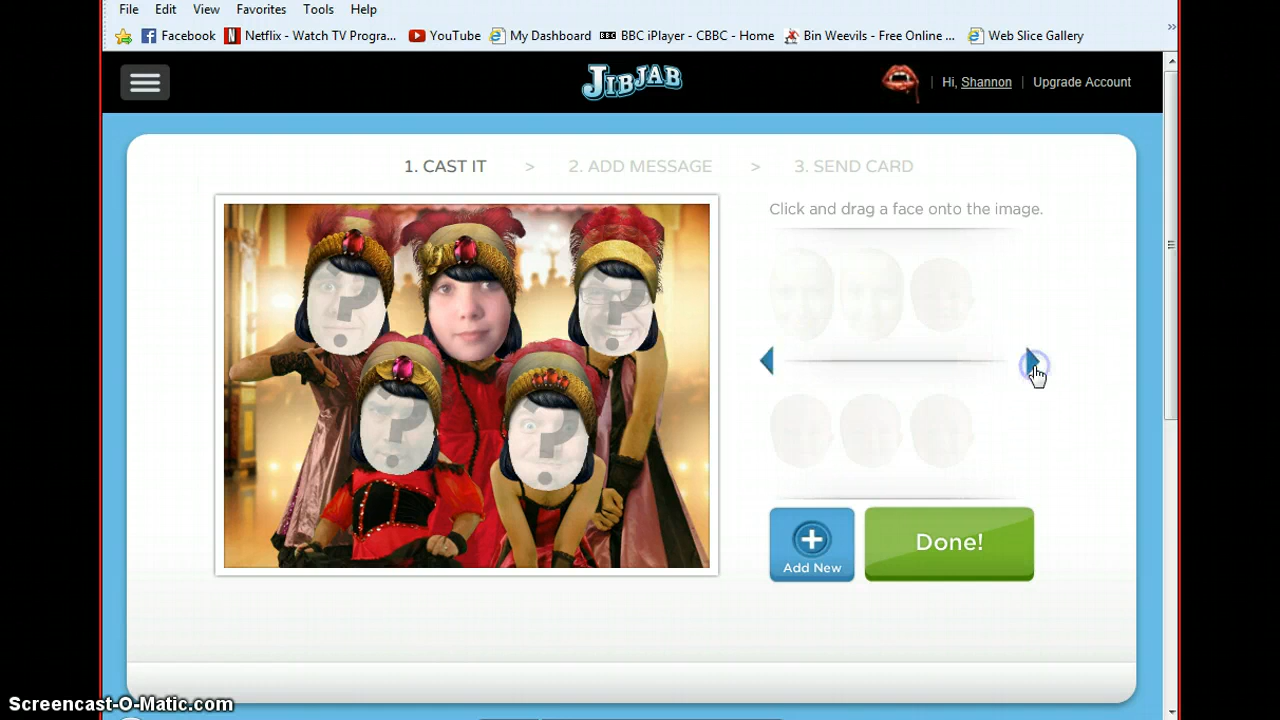 File Edit View Favorites Tools Help
Facebook Netflix - Watch TV Progra... YouTube My Dashboard BBC BBC iPlayer - CBBC - Home Bin Weevils - Free Online ... Web Slice Gallery »
JIBJAB Hi, Shannon | Upgrade Account
1. CAST IT > 2. ADD MESSAGE > 3. SEND CARD
Click and drag a face onto the image.
? ? ? ?
+ Done!
Add New
Screencast-O-Matic.com